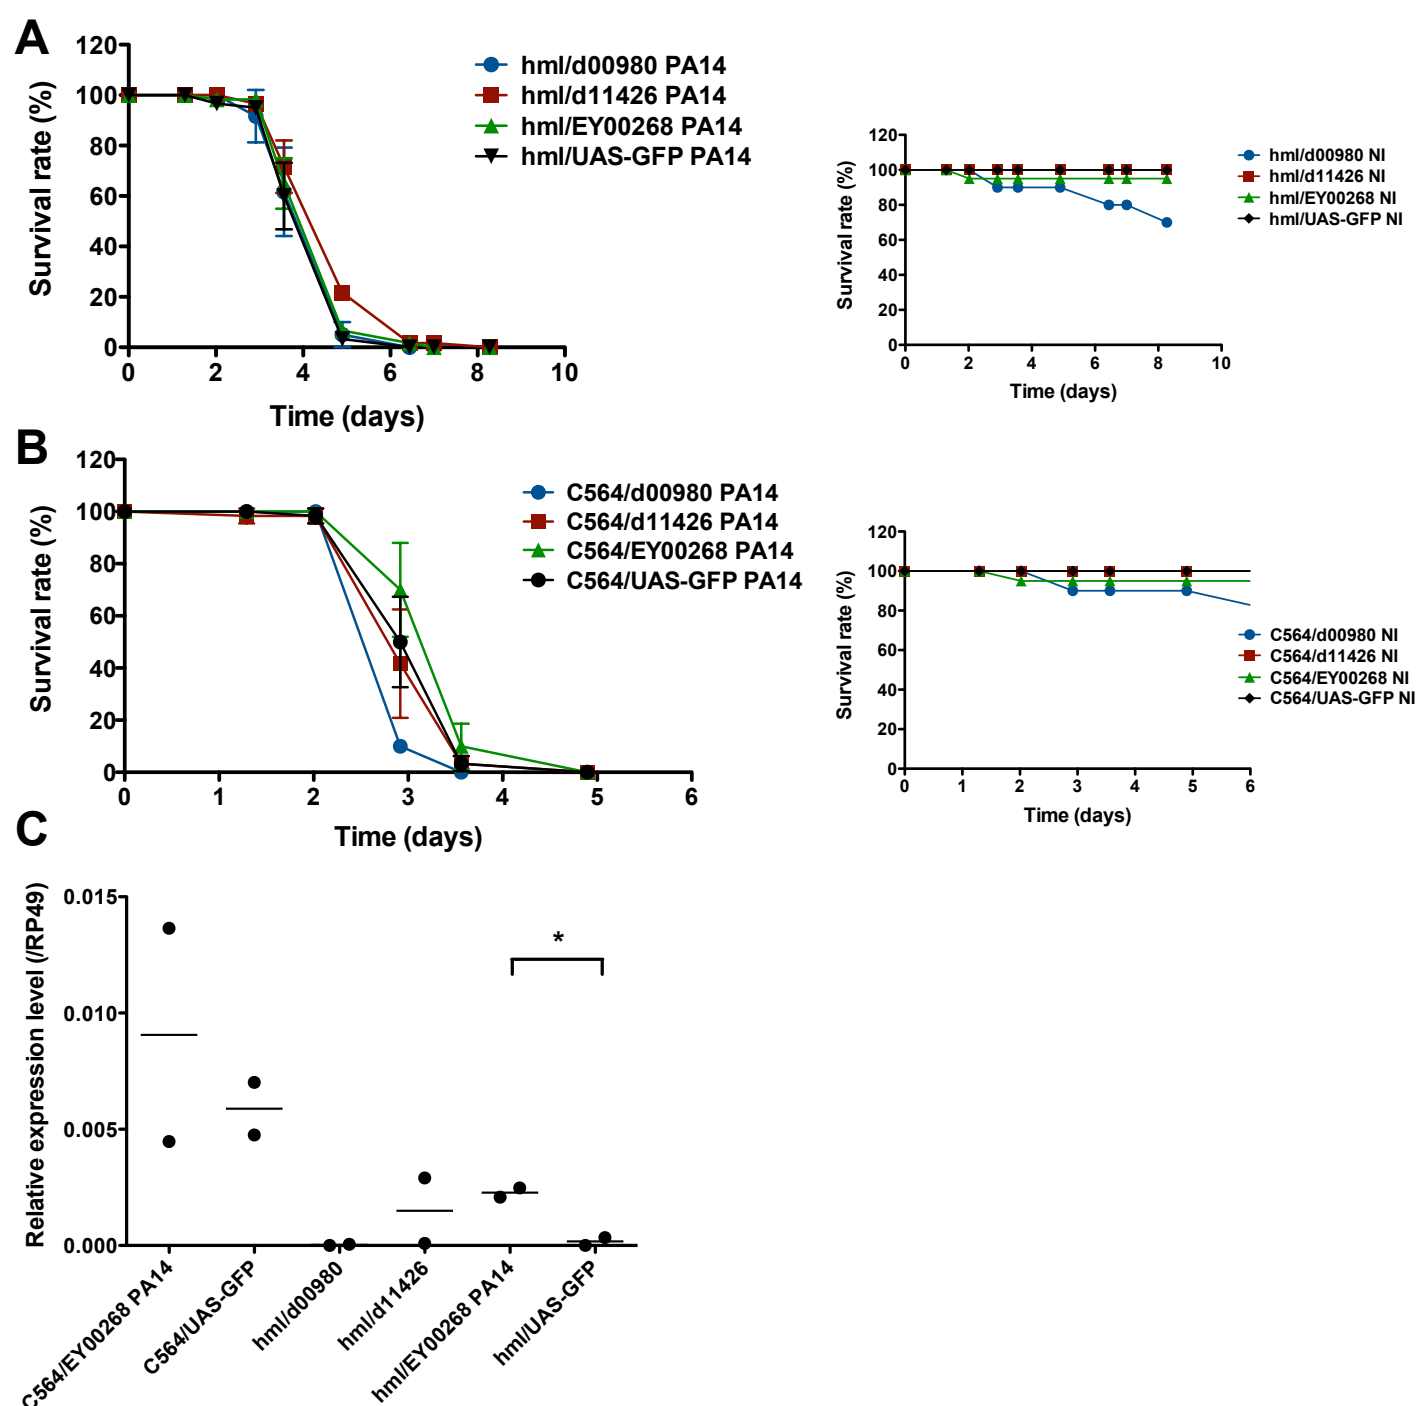 A
120
100
80
60
40
20
0
Survival rate (%)
0 2 4 6 8 10
Time (days)
hml/d00980 PA14
hml/d11426 PA14
hml/EY00268 PA14
hml/UAS-GFP PA14
120
100
80
60
40
20
0
Survival rate (%)
0 2 4 6 8 10
Time (days)
hml/d00980 NI
hml/d11426 NI
hml/EY00268 NI
hml/UAS-GFP NI
B
120
100
80
60
40
20
0
Survival rate (%)
0 1 2 3 4 5 6
Time (days)
C564/d00980 PA14
C564/d11426 PA14
C564/EY00268 PA14
C564/UAS-GFP PA14
120
100
80
60
40
20
0
Survival rate (%)
0 1 2 3 4 5 6
Time (days)
C564/d00980 NI
C564/d11426 NI
C564/EY00268 NI
C564/UAS-GFP NI
C
0.015
0.010
0.005
0.000
Relative expression level (/RP49)
*
C564/EY00268 PA14
C564/UAS-GFP
hml/d00980
hml/d11426
hml/EY00268 PA14
hml/UAS-GFP